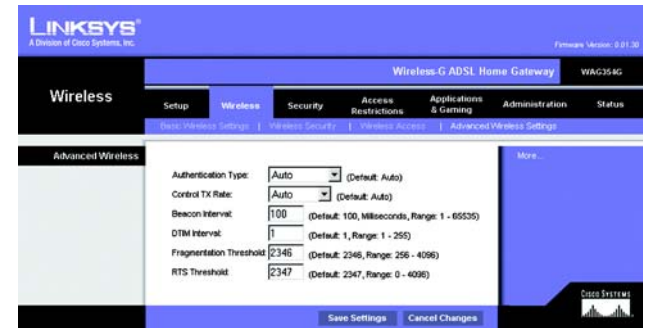 LINKSYS®
A Division of Cisco Systems, Inc.
Firmware Version: 0.01.30
Wireless-G ADSL Home Gateway WAG354G
Wireless
Setup Wireless Security Access Restrictions Applications & Gaming Administration Status
Basic Wireless Settings | Wireless Security | Wireless Access | Advanced Wireless Settings
Advanced Wireless
More...
Authentication Type: Auto (Default: Auto)
Control TX Rate: Auto (Default: Auto)
Beacon Interval: 100 (Default: 100, Milliseconds, Range: 1 - 65535)
DTIM Interval: 1 (Default: 1, Range: 1 - 255)
Fragmentation Threshold: 2346 (Default: 2346, Range: 256 - 4096)
RTS Threshold: 2347 (Default: 2347, Range: 0 - 4096)
Save Settings Cancel Changes
CISCO SYSTEMS